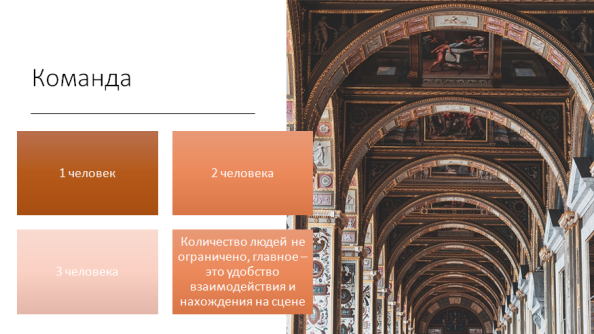 Команда
1 человек
2 человека
3 человека
Количество людей не
ограничено, главное –
это удобство
взаимодействия и
нахождения на сцене